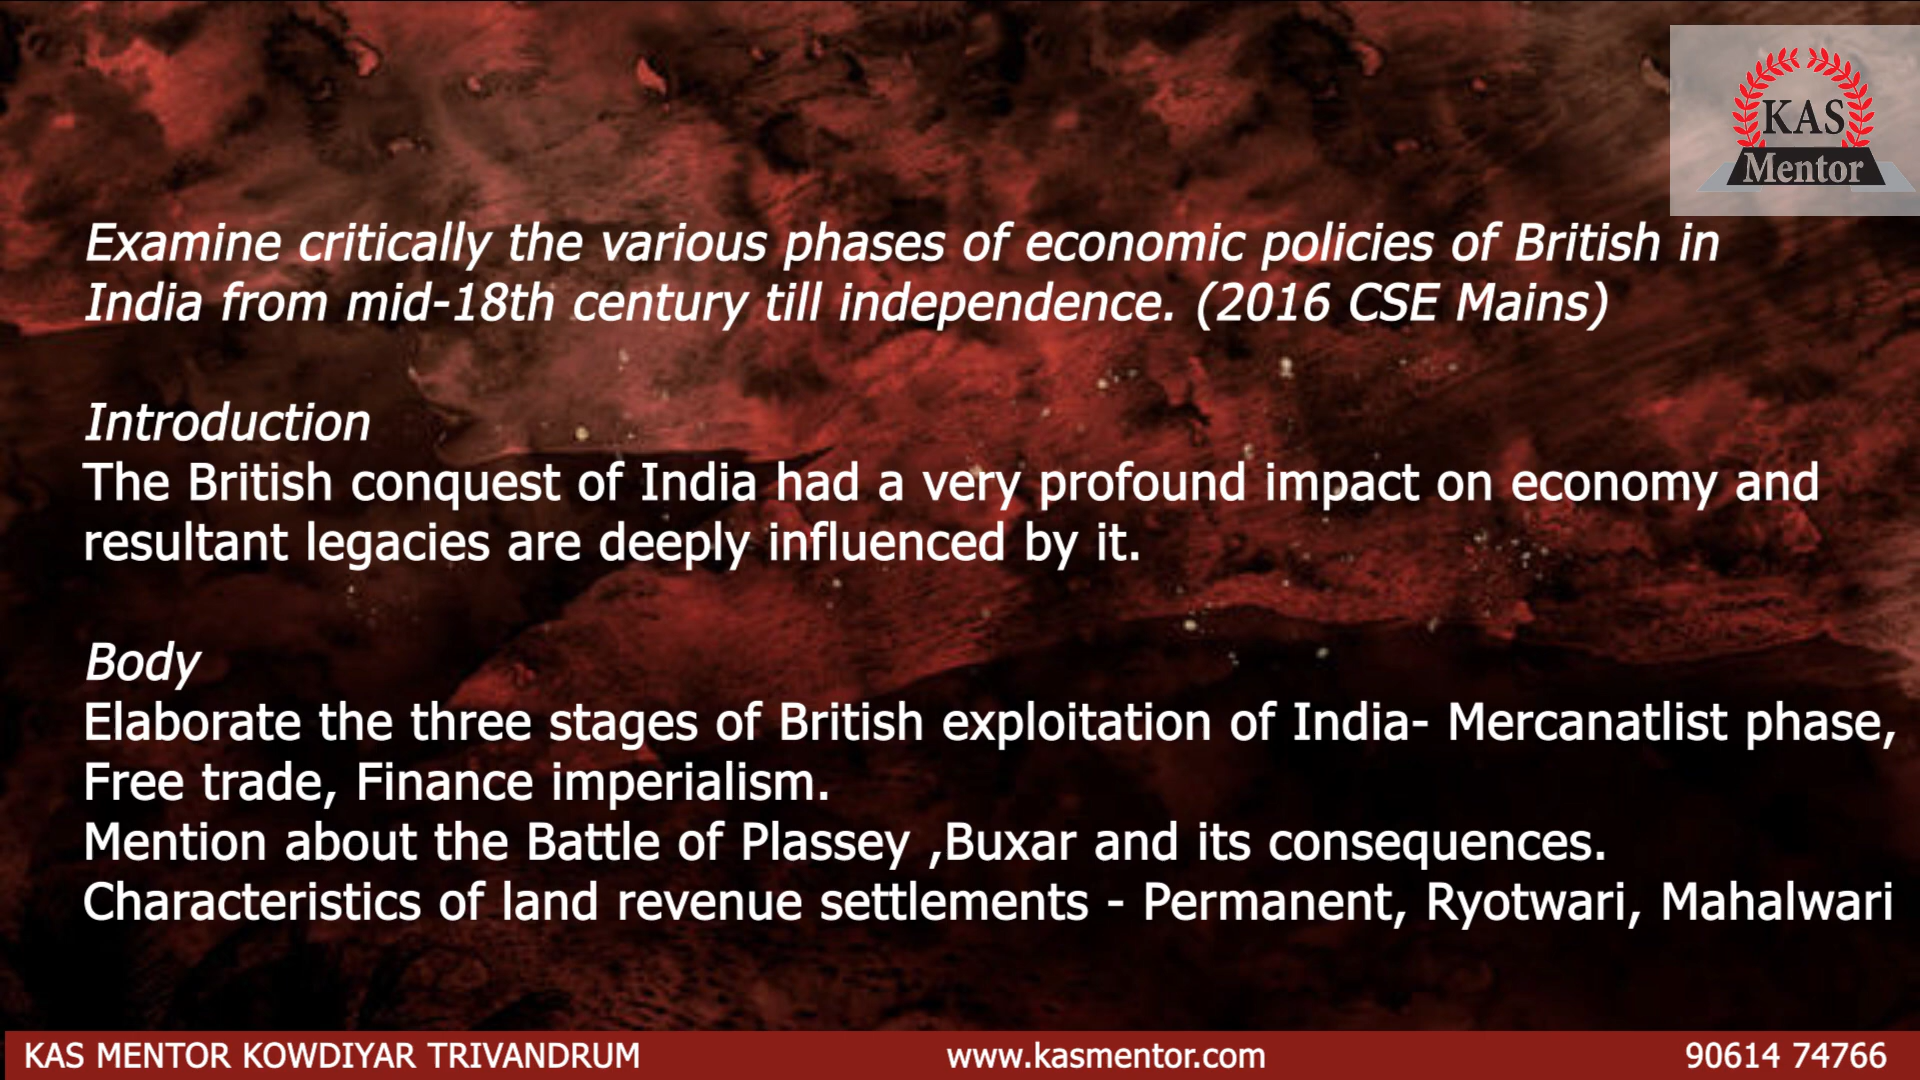 KAS
Mentor
Examine critically the various phases of economic policies of British in
India from mid-18th century till independence. (2016 CSE Mains)
Introduction
The British conquest of India had a very profound impact on economy and
resultant legacies are deeply influenced by it.
Body
Elaborate the three stages of British exploitation of India- Mercanatlist phase,
Free trade, Finance imperialism.
Mention about the Battle of Plassey ,Buxar and its consequences.
Characteristics of land revenue settlements - Permanent, Ryotwari, Mahalwari
KAS MENTOR KOWDIYAR TRIVANDRUM www.kasmentor.com 90614 74766